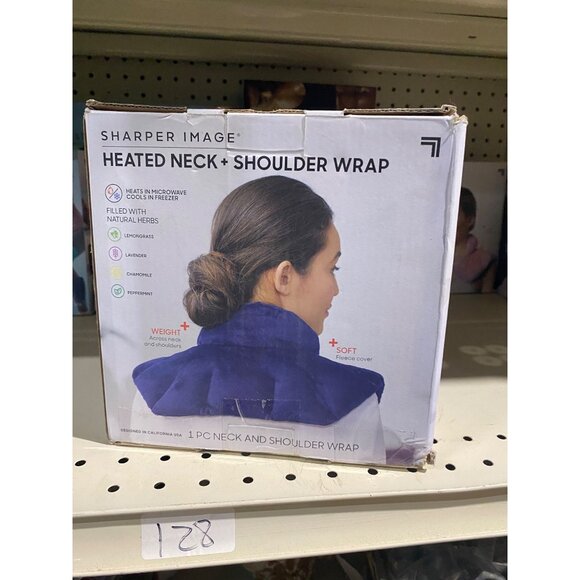 SHARPER IMAGE®
HEATED NECK + SHOULDER WRAP
HEATS IN MICROWAVE
COOLS IN FREEZER
FILLED WITH
NATURAL HERBS
LEMONGRASS
LAVENDER
CHAMOMILE
PEPPERMINT
WEIGHT+
Across neck
and shoulders
+
SOFT
Fleece cover
DESIGNED IN CALIFORNIA USA
1 PC NECK AND SHOULDER WRAP
128